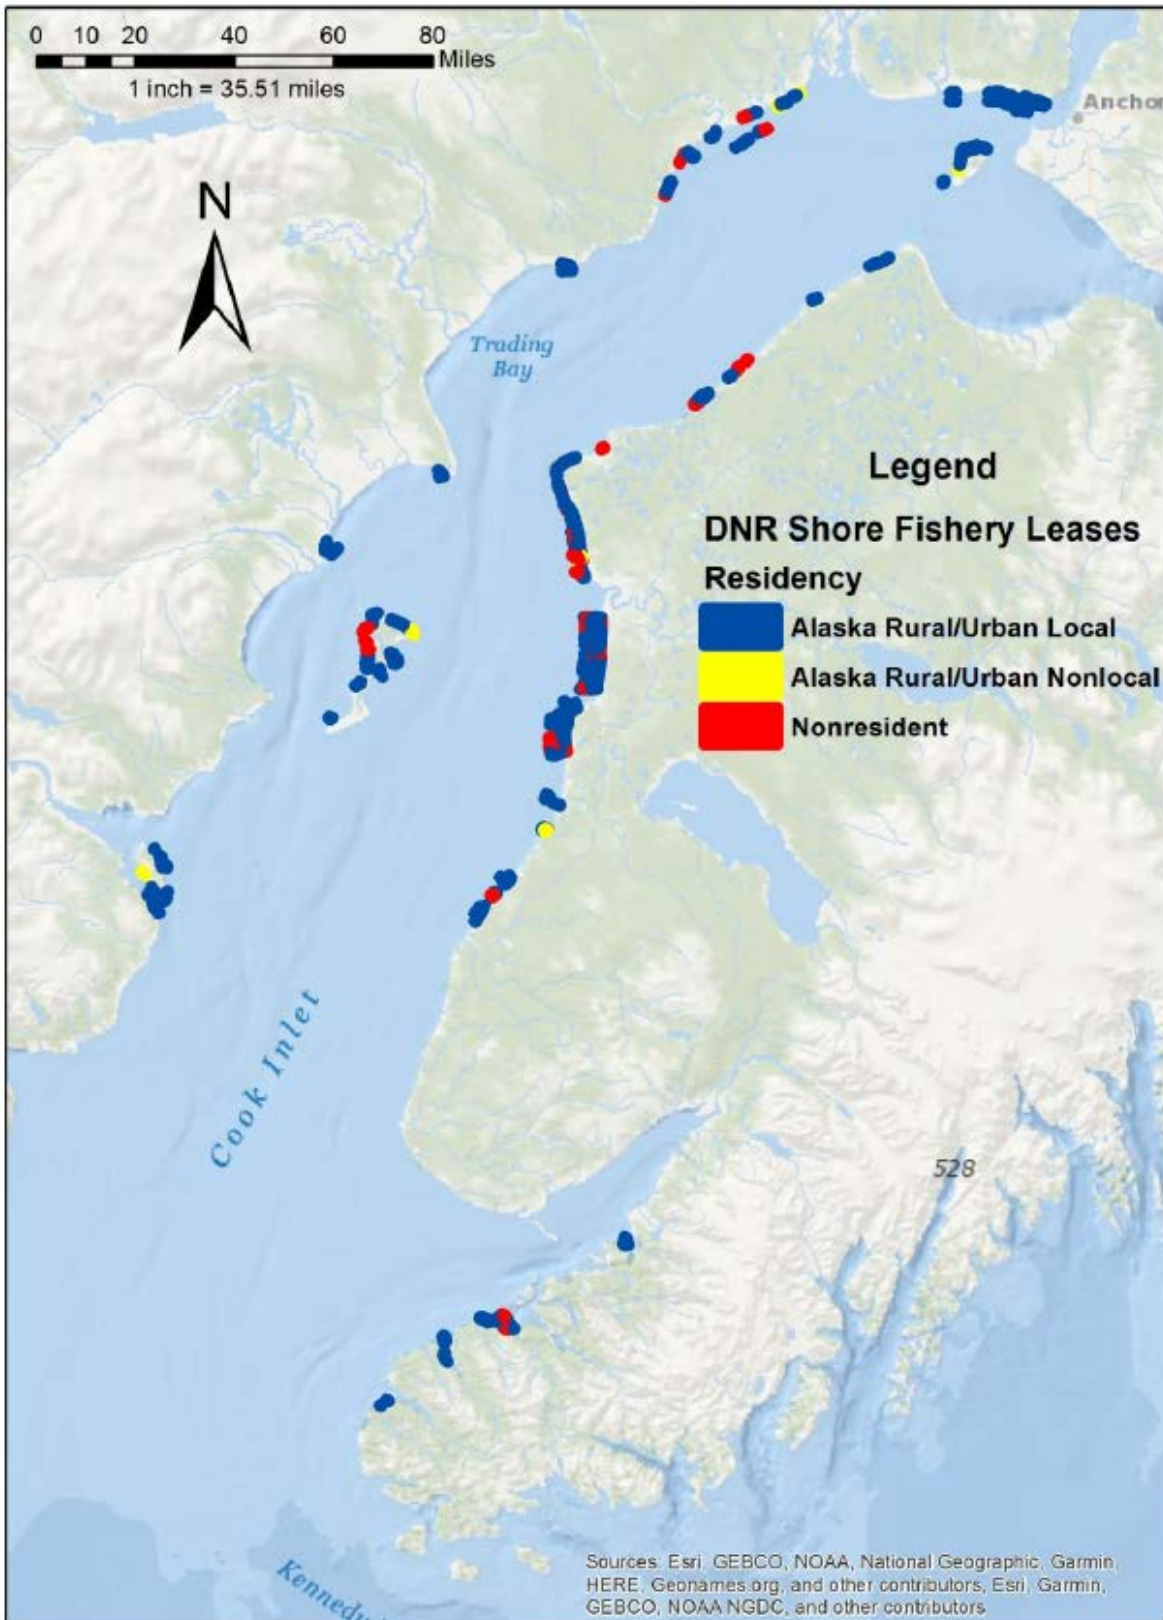 0 10 20 40 60 80
Miles
1 inch = 35.51 miles
N
Anchor
Trading
Bay
Legend
DNR Shore Fishery Leases
Residency
Alaska Rural/Urban Local
Alaska Rural/Urban Nonlocal
Nonresident
Cook Inlet
528
Kennedy
Sources: Esri, GEBCO, NOAA, National Geographic, Garmin,
HERE, Geonames.org, and other contributors, Esri, Garmin,
GEBCO, NOAA NGDC, and other contributors